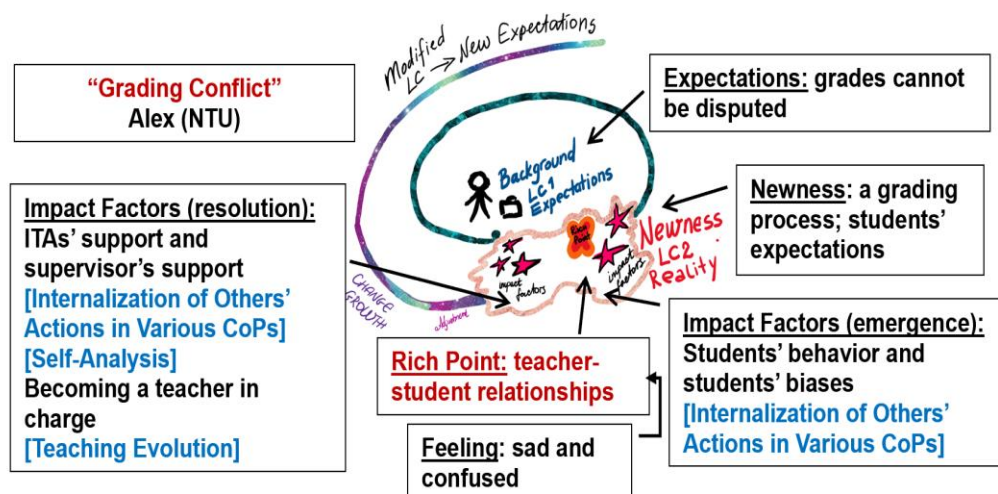 “Grading Conflict”
Alex (NTU)
Modified
LC → New Expectations
Expectations: grades cannot
be disputed
Background
LC1
Expectations
Newness: a grading
process; students’
expectations
Newness
LC2
Reality
Rich
Point
impact
factors
impact
factors
CHANGE
GROWTH
adjustment
Impact Factors (resolution):
ITAs’ support and
supervisor’s support
[Internalization of Others’
Actions in Various CoPs]
[Self-Analysis]
Becoming a teacher in
charge
[Teaching Evolution]
Rich Point: teacher-
student relationships
Feeling: sad and
confused
Impact Factors (emergence):
Students’ behavior and
students’ biases
[Internalization of Others’
Actions in Various CoPs]